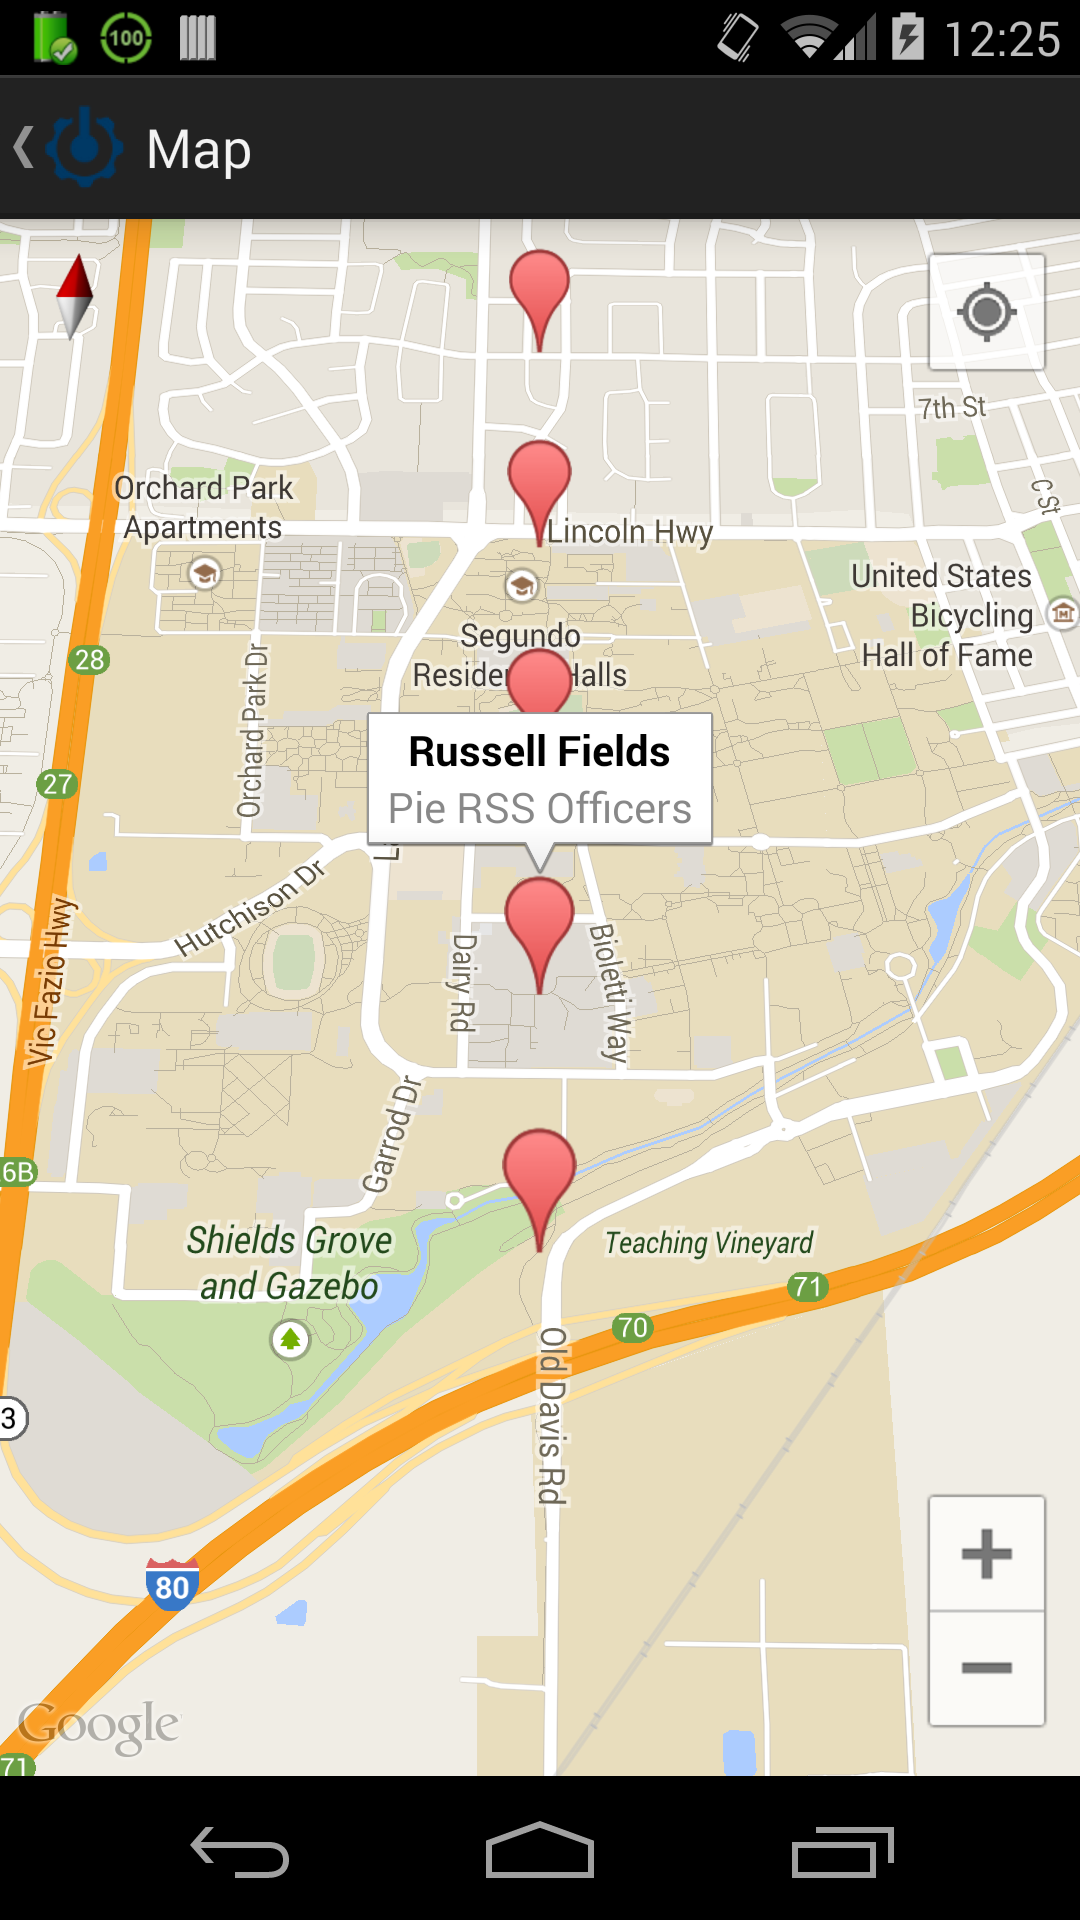 100
12:25
Map
7th St
C St
Orchard Park
Apartments
Lincoln Hwy
United States
Bicycling
Hall of Fame
Segundo
Halls
28
Orchard Park Dr
Russell Fields
Pie RSS Officers
27
Hutchison Dr
Vic Fazio Hwy
Dairy Rd
Bioletti Way
Garrod Dr
6B
Shields Grove
and Gazebo
Teaching Vineyard
71
70
Old Davis Rd
3
80
Google
71